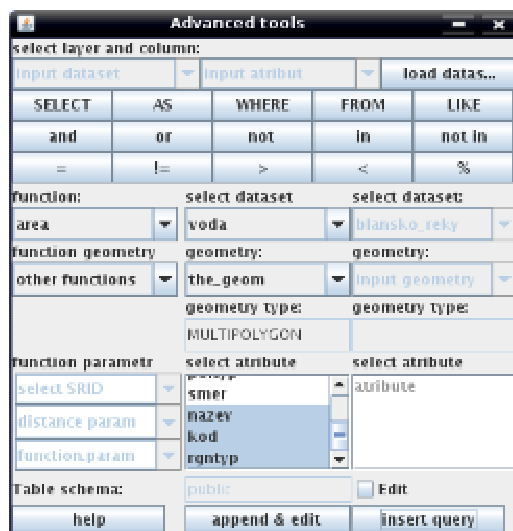 Advanced tools
select layer and column:
input dataset input atribut load datas...
SELECT AS WHERE FROM LIKE
and or not in not in
= != > < %
function: select dataset select dataset:
area voda blansko_reky
function geometry geometry: geometry:
other functions the_geom input geometry
geometry type: geometry type:
MULTIPOLYGON
function parametr select atribute select atribute
select SRID smer atribute
distance param nazev
function.param kod
rgntyp
Table schema: public Edit
help append & edit insert query